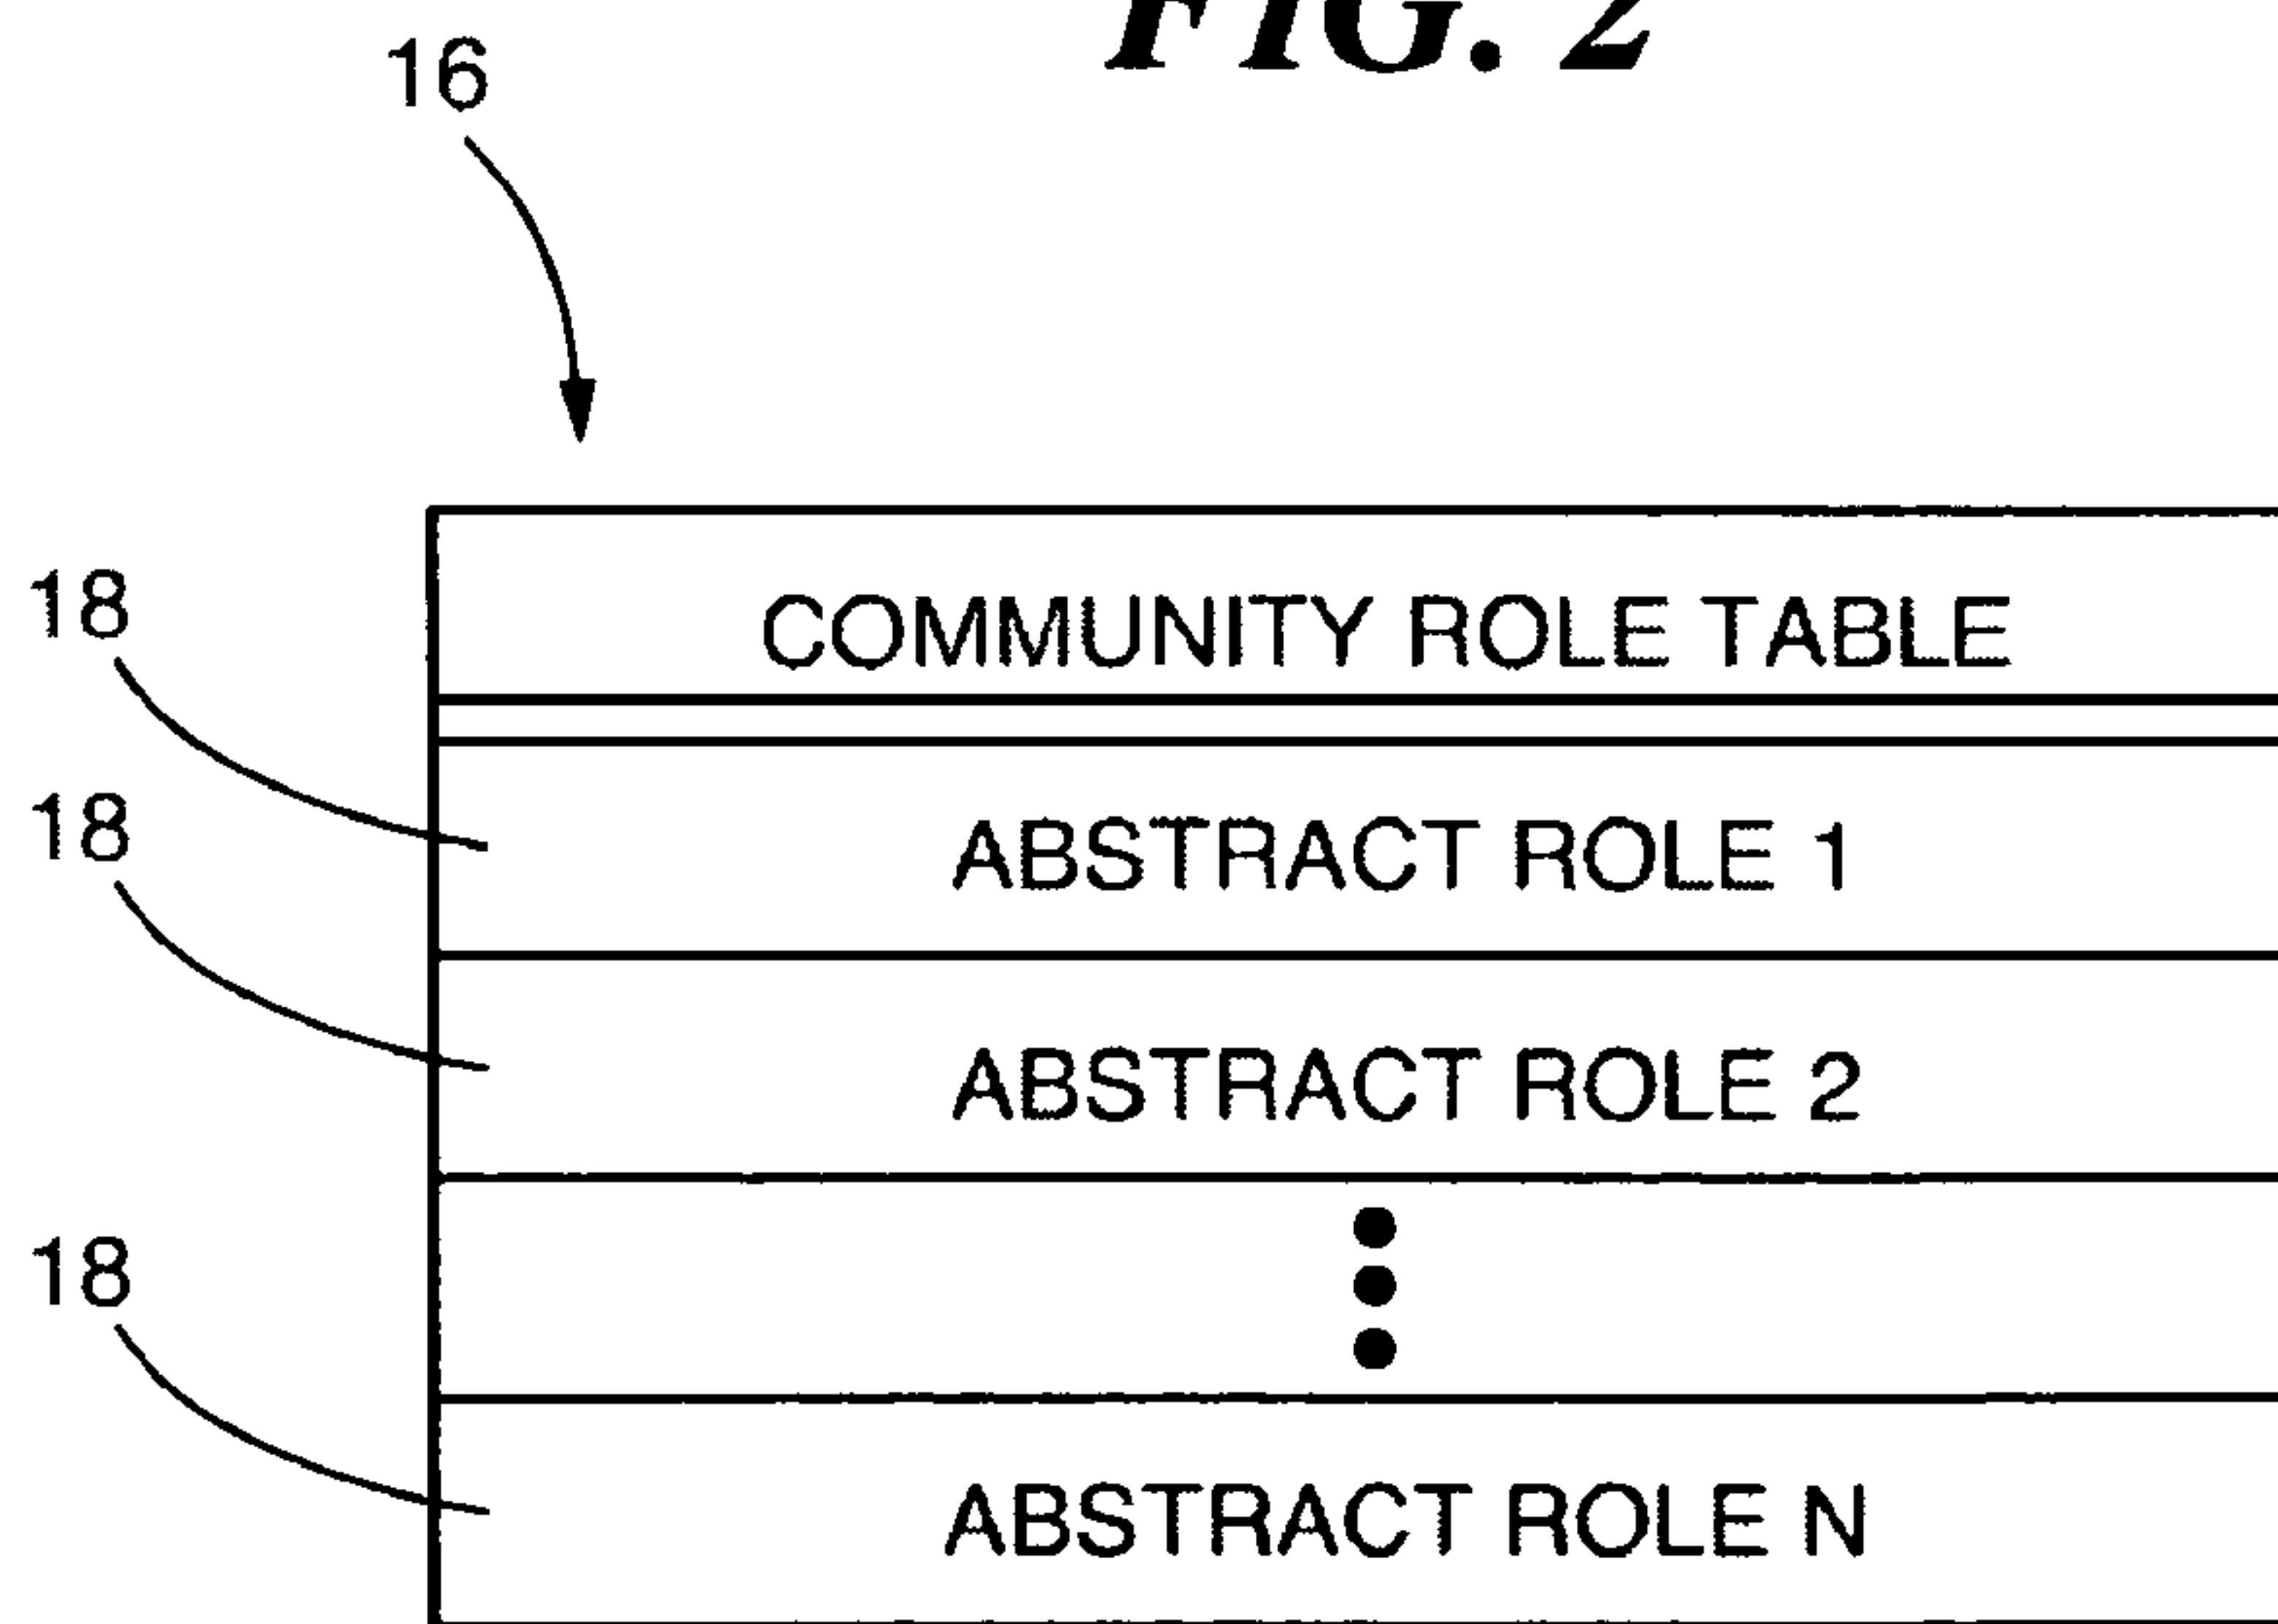 FIG. 2
16
18
COMMUNITY ROLE TABLE
18
ABSTRACT ROLE 1
ABSTRACT ROLE 2
18
ABSTRACT ROLE N